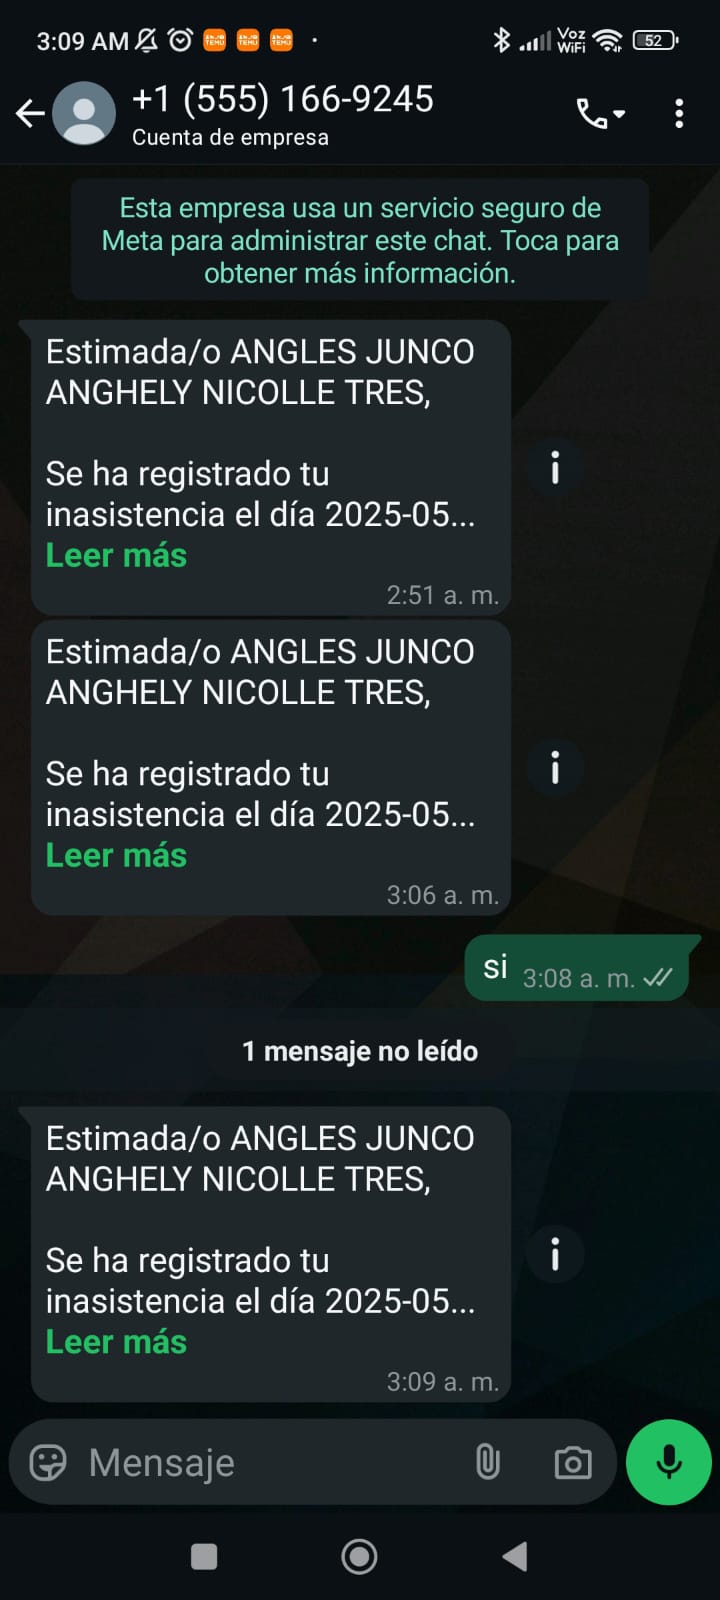 3:09 AM
Voz
WiFi
52
+1 (555) 166-9245
Cuenta de empresa
Esta empresa usa un servicio seguro de
Meta para administrar este chat. Toca para
obtener más información.
Estimada/o ANGLES JUNCO
ANGHELY NICOLLE TRES,
Se ha registrado tu
inasistencia el día 2025-05...
Leer más
2:51 a. m.
Estimada/o ANGLES JUNCO
ANGHELY NICOLLE TRES,
Se ha registrado tu
inasistencia el día 2025-05...
Leer más
3:06 a. m.
si 3:08 a. m.
1 mensaje no leído
Estimada/o ANGLES JUNCO
ANGHELY NICOLLE TRES,
Se ha registrado tu
inasistencia el día 2025-05...
Leer más
3:09 a. m.
Mensaje